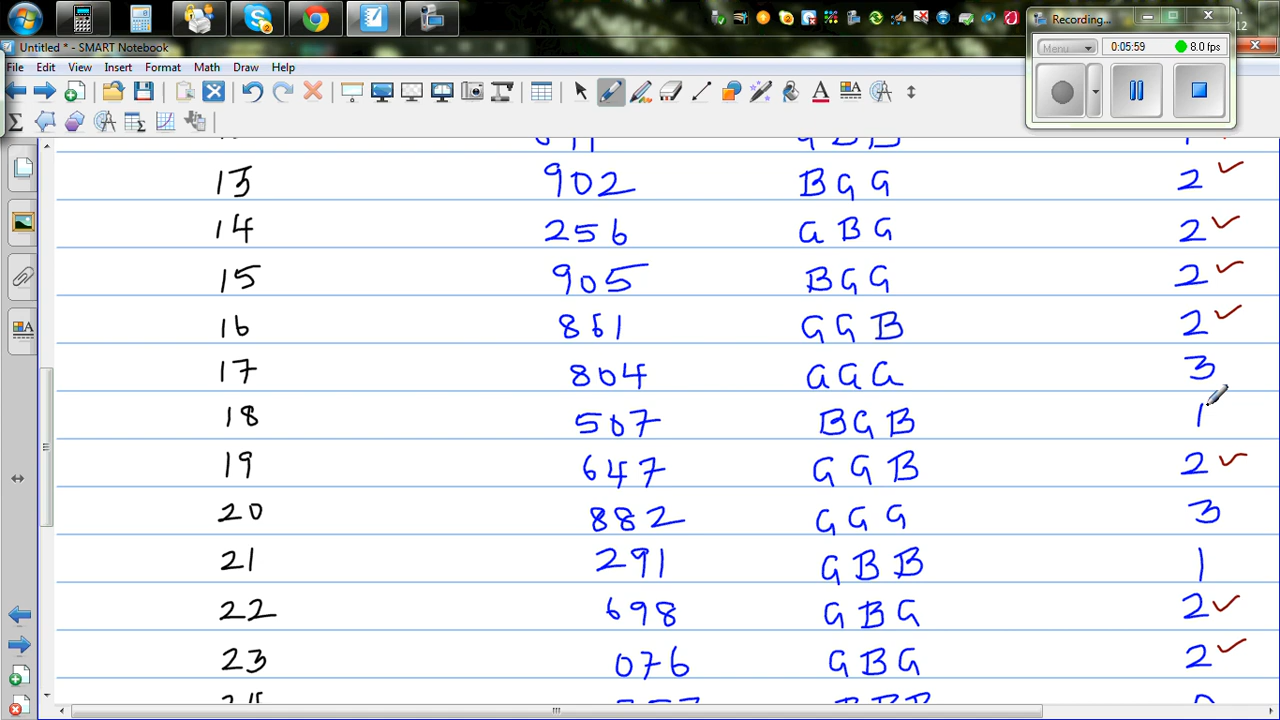 Recording...
Menu
0:05:59
8.0 fps
12
Untitled * - SMART Notebook
File Edit View Insert Format Math Draw Help
13 902 BGG 2 ✓
14 256 GBG 2 ✓
15 905 BGG 2 ✓
16 861 GGB 2 ✓
17 804 GGG 3
18 507 BGB 1
19 647 GGB 2 ✓
20 882 GGG 3
21 291 GBB 1
22 698 GBG 2 ✓
23 076 GBG 2 ✓